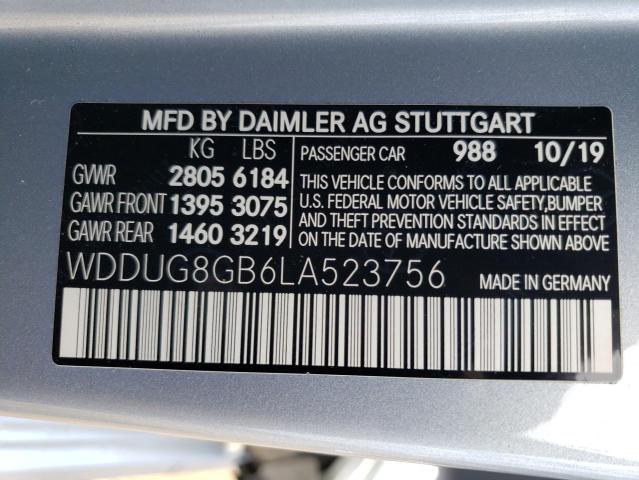 MFD BY DAIMLER AG STUTTGART
KG LBS
GVWR 2805 6184
GAWR FRONT 1395 3075
GAWR REAR 1460 3219
PASSENGER CAR 988 10/19
THIS VEHICLE CONFORMS TO ALL APPLICABLE
U.S. FEDERAL MOTOR VEHICLE SAFETY,BUMPER
AND THEFT PREVENTION STANDARDS IN EFFECT
ON THE DATE OF MANUFACTURE SHOWN ABOVE
WDDUG8GB6LA523756 MADE IN GERMANY